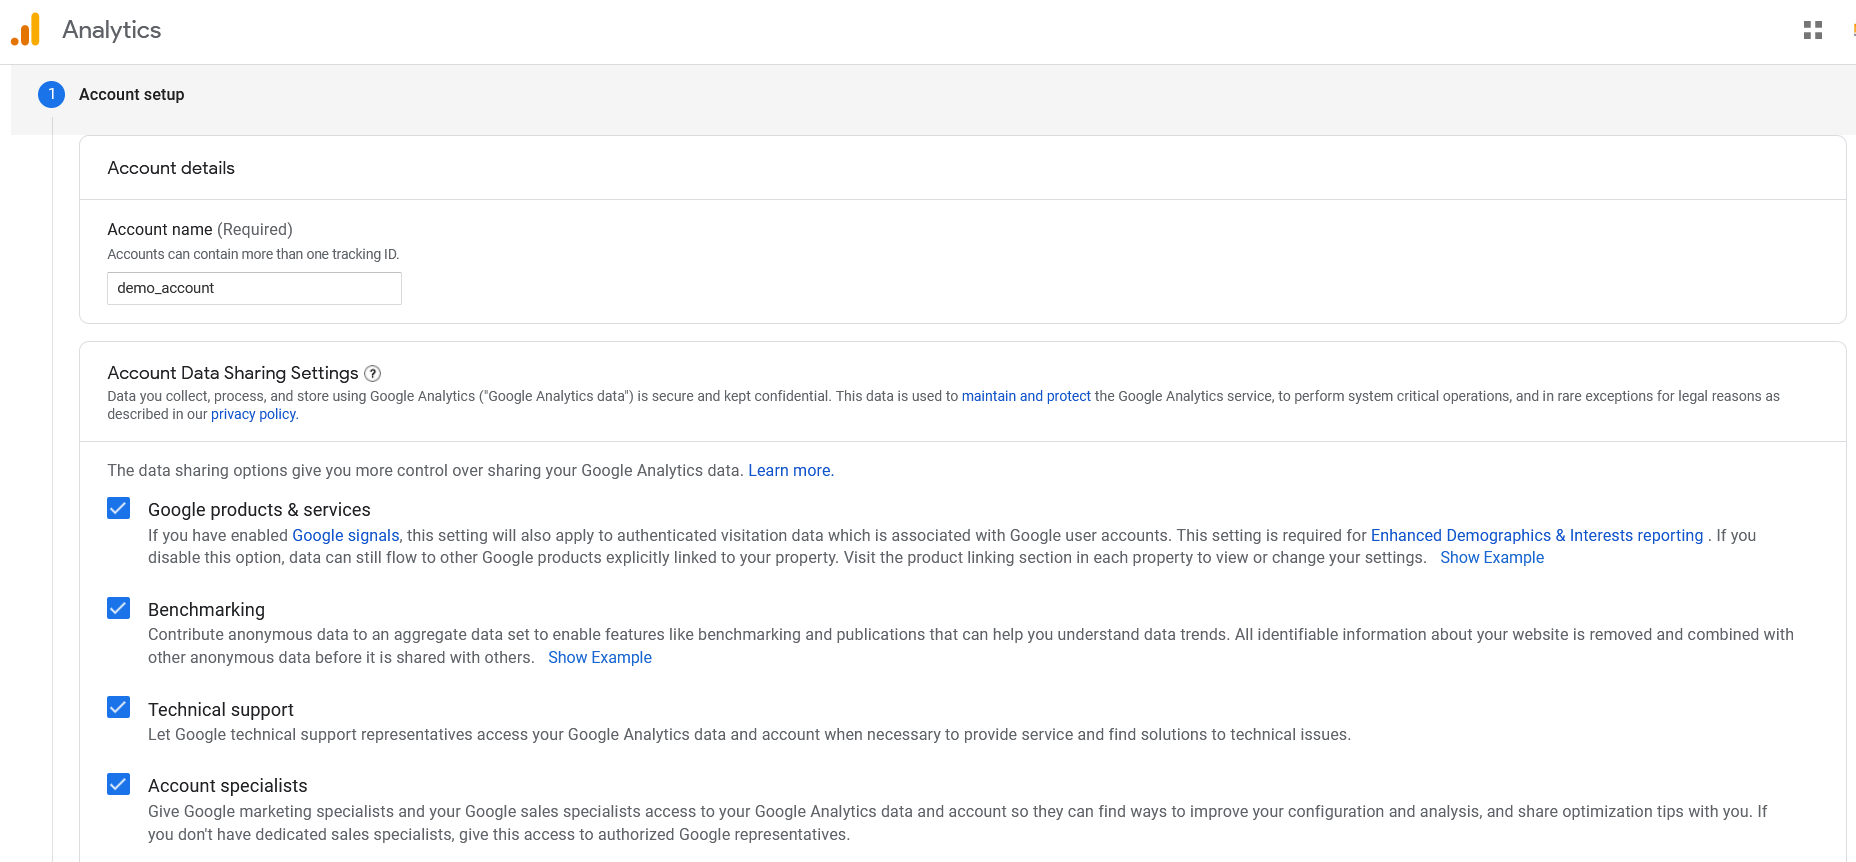 Analytics
1 Account setup
Account details
Account name (Required)
Accounts can contain more than one tracking ID.
demo_account
Account Data Sharing Settings ?
Data you collect, process, and store using Google Analytics ("Google Analytics data") is secure and kept confidential. This data is used to maintain and protect the Google Analytics service, to perform system critical operations, and in rare exceptions for legal reasons as
described in our privacy policy.
The data sharing options give you more control over sharing your Google Analytics data. Learn more.
Google products & services
If you have enabled Google signals, this setting will also apply to authenticated visitation data which is associated with Google user accounts. This setting is required for Enhanced Demographics & Interests reporting . If you
disable this option, data can still flow to other Google products explicitly linked to your property. Visit the product linking section in each property to view or change your settings. Show Example
Benchmarking
Contribute anonymous data to an aggregate data set to enable features like benchmarking and publications that can help you understand data trends. All identifiable information about your website is removed and combined with
other anonymous data before it is shared with others. Show Example
Technical support
Let Google technical support representatives access your Google Analytics data and account when necessary to provide service and find solutions to technical issues.
Account specialists
Give Google marketing specialists and your Google sales specialists access to your Google Analytics data and account so they can find ways to improve your configuration and analysis, and share optimization tips with you. If
you don't have dedicated sales specialists, give this access to authorized Google representatives.